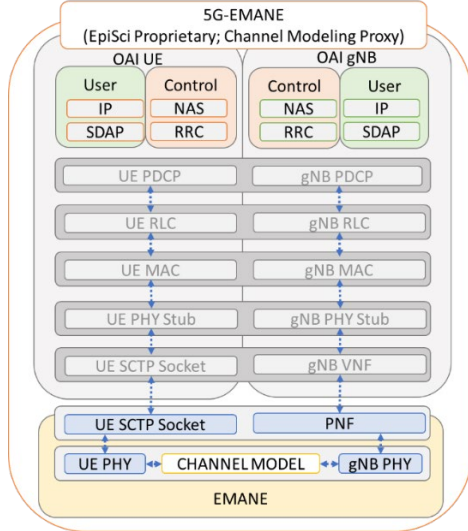 5G-EMANE
(EpiSci Proprietary; Channel Modeling Proxy)
OAI UE
OAI gNB
User
Control
Control
User
IP
NAS
NAS
IP
SDAP
RRC
RRC
SDAP
UE PDCP
gNB PDCP
UE RLC
gNB RLC
UE MAC
gNB MAC
UE PHY Stub
gNB PHY Stub
UE SCTP Socket
gNB VNF
UE SCTP Socket
PNF
UE PHY
CHANNEL MODEL
gNB PHY
EMANE